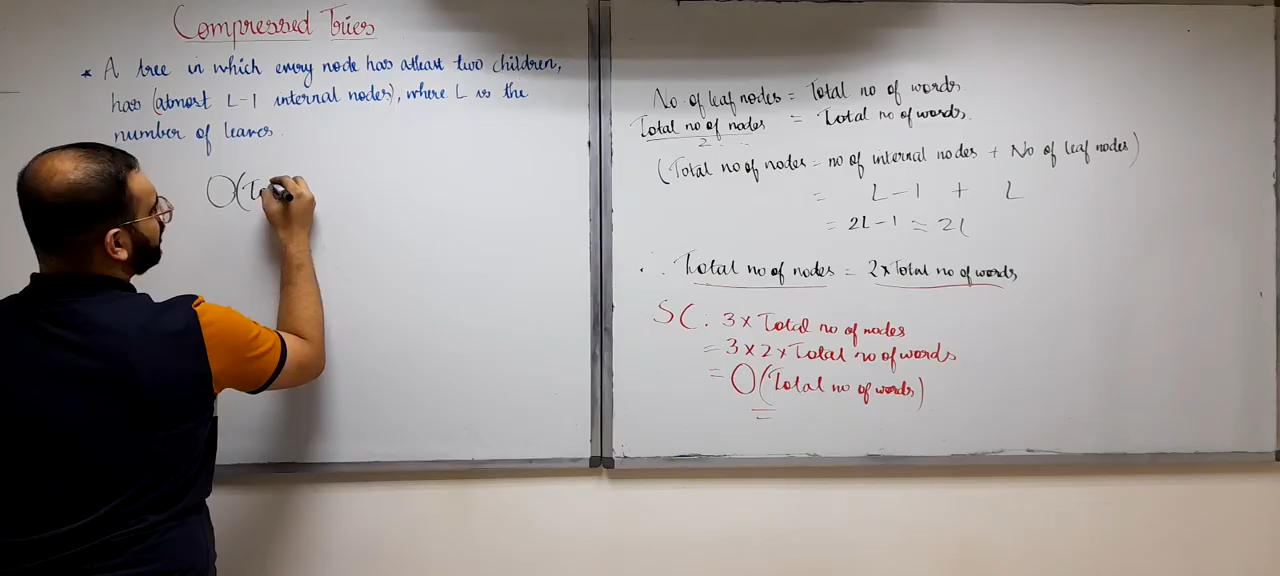 Compressed Tries
* A tree in which every node has atleast two children,
has (atmost L-1 internal nodes), where L is the
number of leaves.
O(To
No. of leaf nodes = Total no of words.
Total no of nodes / 2 = Total no of words.
(Total no of nodes = no of internal nodes + No of leaf nodes)
= L-1 + L
= 2L-1 = 2L
∴ Total no of nodes = 2 x Total no of words
SC: 3 x Total no of nodes
= 3 x 2 x Total no of words
= O(Total no of words)